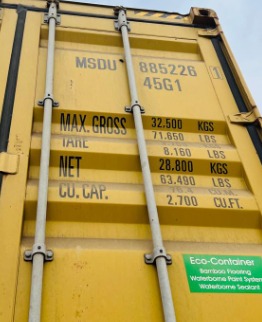 MSDU 885226 1
45G1
MAX. GROSS 32.500 KGS
71.650 LBS
TARE
8.160 LBS
NET 28.800 KGS
63.490 LBS
CU. CAP.
2.700 CU.FT.
Eco-Container
Bamboo Flooring
Waterborne Paint System
Waterborne Sealant